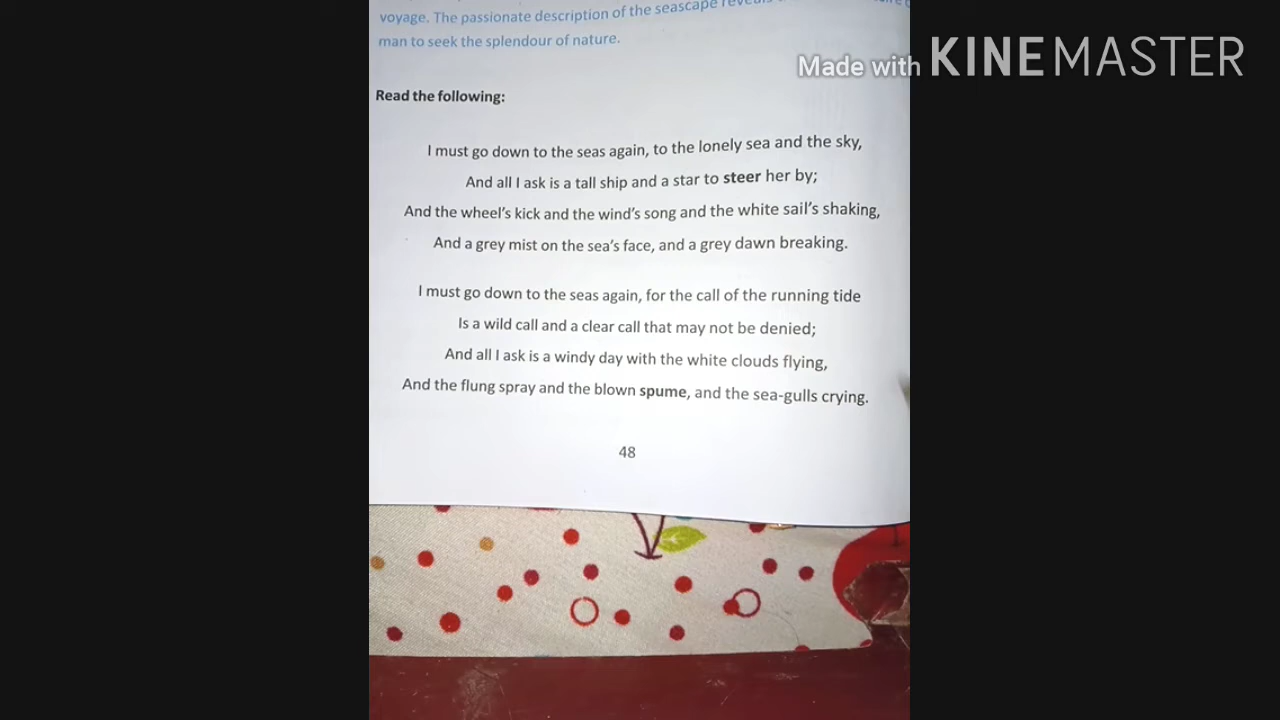 voyage. The passionate description of the seascape
man to seek the splendour of nature.
Made with KINEMASTER
Read the following:
I must go down to the seas again, to the lonely sea and the sky,
And all I ask is a tall ship and a star to steer her by;
And the wheel's kick and the wind's song and the white sail's shaking,
And a grey mist on the sea's face, and a grey dawn breaking.
I must go down to the seas again, for the call of the running tide
Is a wild call and a clear call that may not be denied;
And all I ask is a windy day with the white clouds flying,
And the flung spray and the blown spume, and the sea-gulls crying.
48